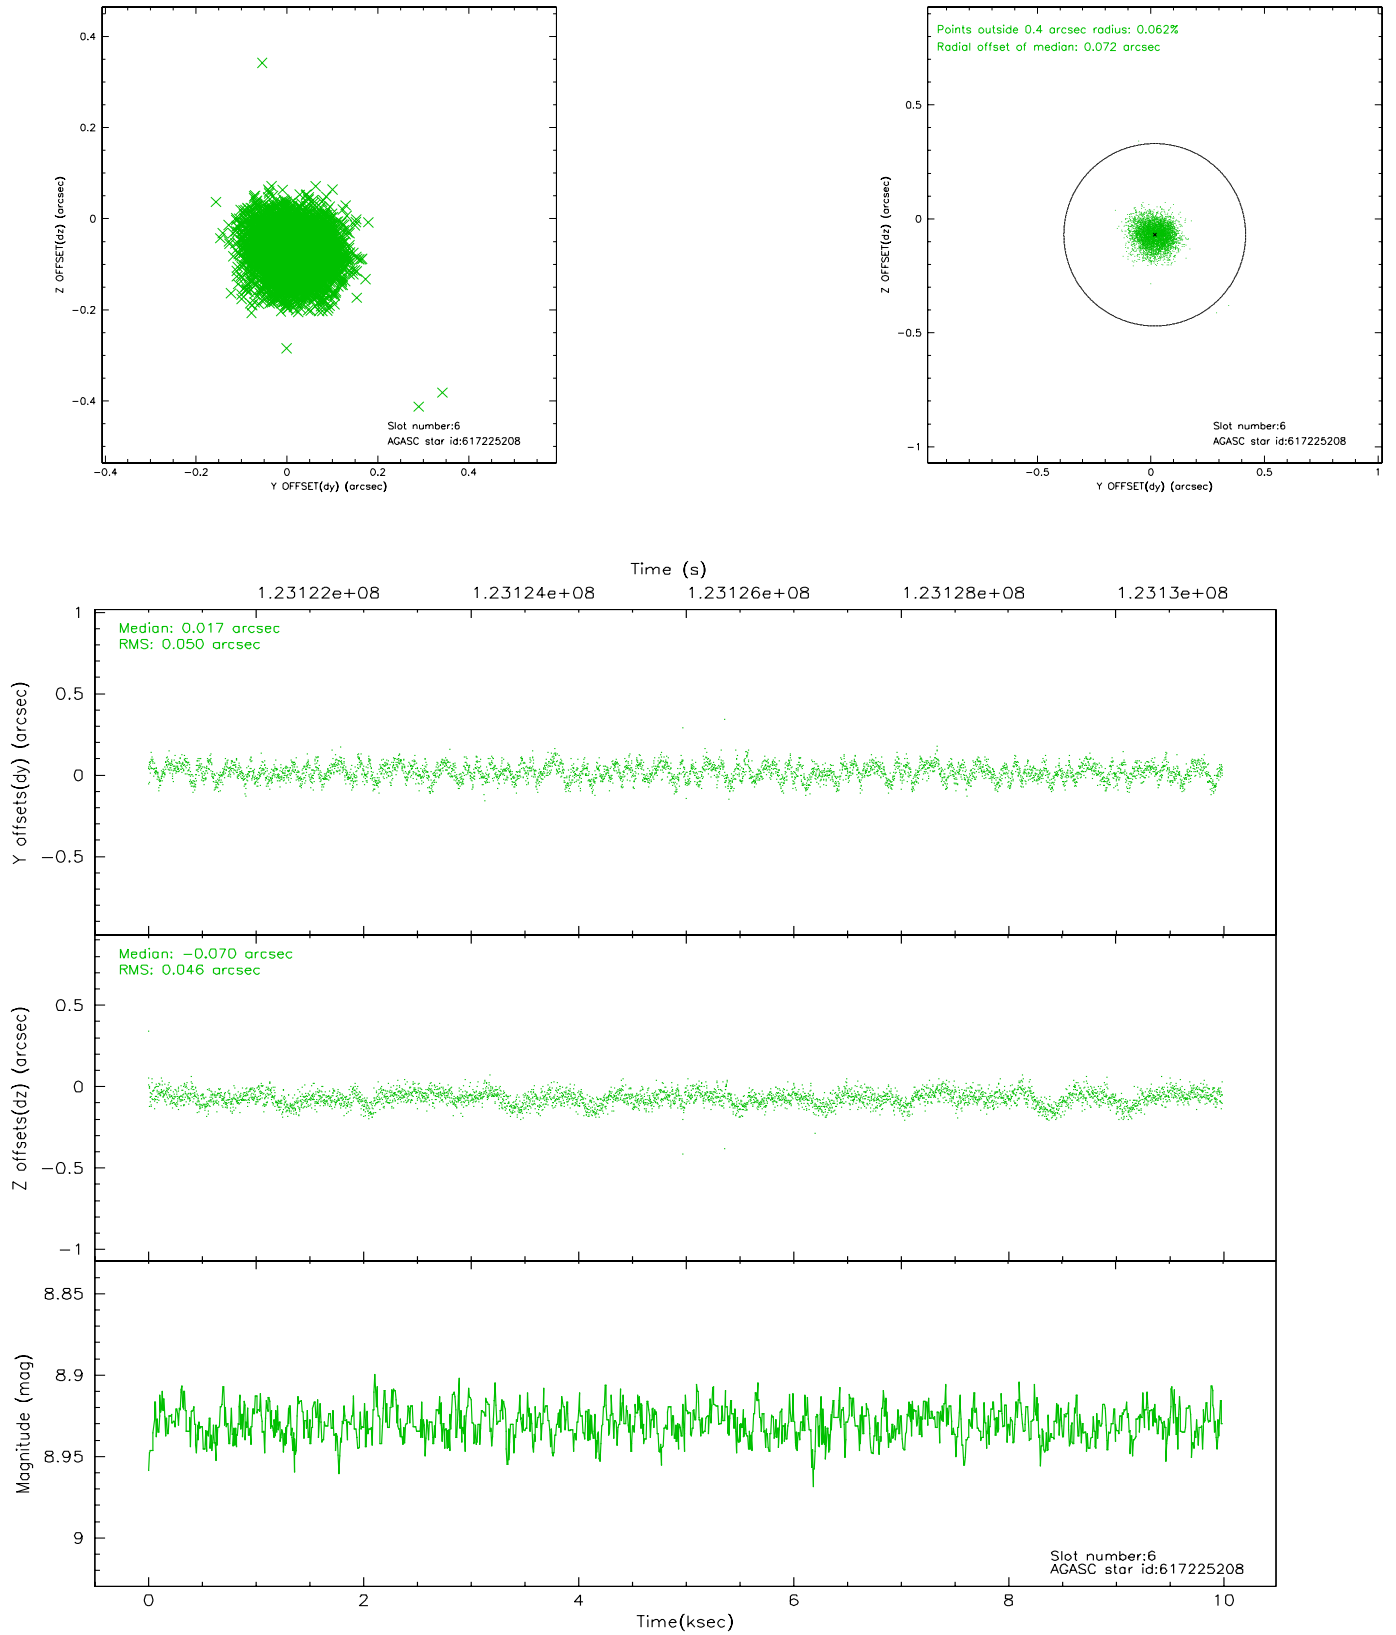 0.4
0.2
0
−0.2
−0.4
Z OFFSET(dz) (arcsec)
Slot number:6
AGASC star id:617225208
−0.4
−0.2
0
0.2
0.4
Y OFFSET(dy) (arcsec)
Points outside 0.4 arcsec radius: 0.062%
Radial offset of median: 0.072 arcsec
0.5
0
−0.5
−1
Z OFFSET(dz) (arcsec)
Slot number:6
AGASC star id:617225208
−0.5
0
0.5
1
Y OFFSET(dy) (arcsec)
Time (s)
1.23122e+08
1.23124e+08
1.23126e+08
1.23128e+08
1.2313e+08
Median: 0.017 arcsec
RMS: 0.050 arcsec
1
0.5
0
−0.5
Y offsets(dy) (arcsec)
Median: −0.070 arcsec
RMS: 0.046 arcsec
0.5
0
−0.5
−1
Z offsets(dz) (arcsec)
8.85
8.9
8.95
9
Magnitude (mag)
Slot number:6
AGASC star id:617225208
0
2
4
6
8
10
Time(ksec)